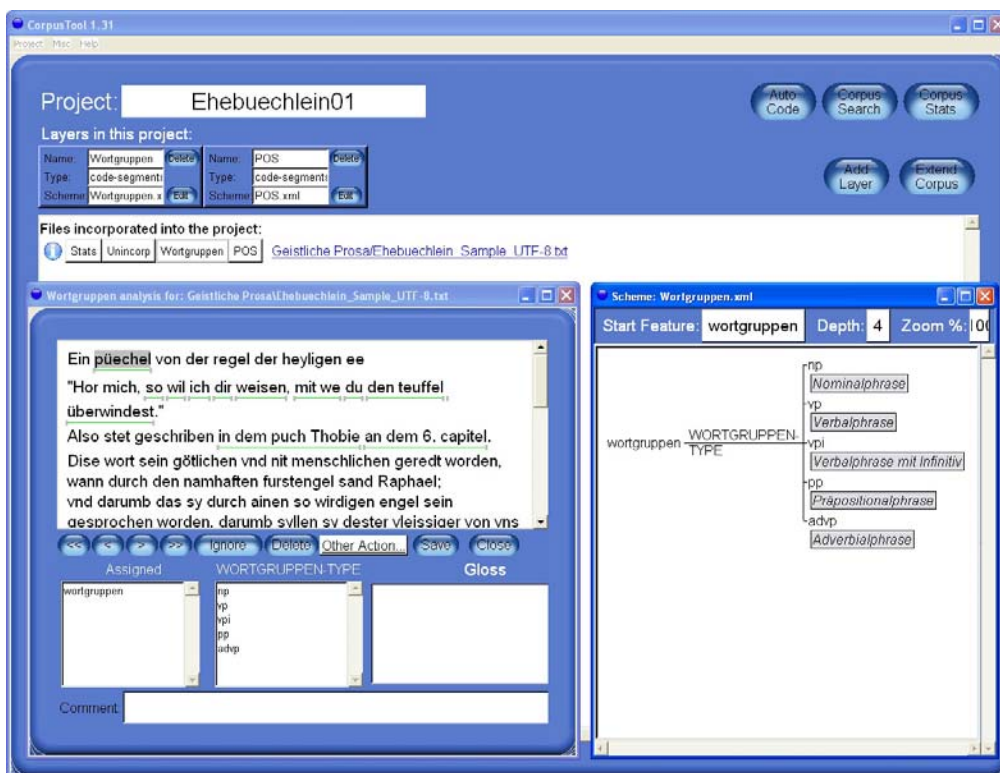 CorpusTool 1.31
Project Misc Help
Project: Ehebuechlein01
Auto Code
Corpus Search
Corpus Stats
Layers in this project:
Name: Wortgruppen Delete
Type: code-segments
Scheme Wortgruppen.x Edit
Name: POS Delete
Type: code-segments
Scheme POS.xml Edit
Add Layer
Extend Corpus
Files incorporated into the project:
Stats Unincorp Wortgruppen POS Geistliche Prosa/Ehebuechlein_Sample_UTF-8.txt
Wortgruppen analysis for: Geistliche Prosa\Ehebuechlein_Sample_UTF-8.txt
Ein püechel von der regel der heyligen ee
"Hor mich, so wil ich dir weisen, mit we du den teuffel
überwindest."
Also stet geschriben in dem puch Thobie an dem 6. capitel.
Dise wort sein götlichen vnd nit menschlichen geredt worden,
wann durch den namhaften furstengel sand Raphael;
vnd darumb das sy durch ainen so wirdigen engel sein
gesprochen worden, darumb syllen sy dester vleissiger von vns
<< < > >> Ignore Delete Other Action... Save Close
Assigned
wortgruppen
WORTGRUPPEN-TYPE
np
vp
vpi
pp
advp
Gloss
Comment:
Scheme: Wortgruppen.xml
Start Feature: wortgruppen Depth: 4 Zoom %: 100
wortgruppen
WORTGRUPPEN-
TYPE
np
Nominalphrase
vp
Verbalphrase
vpi
Verbalphrase mit Infinitiv
pp
Präpositionalphrase
advp
Adverbialphrase